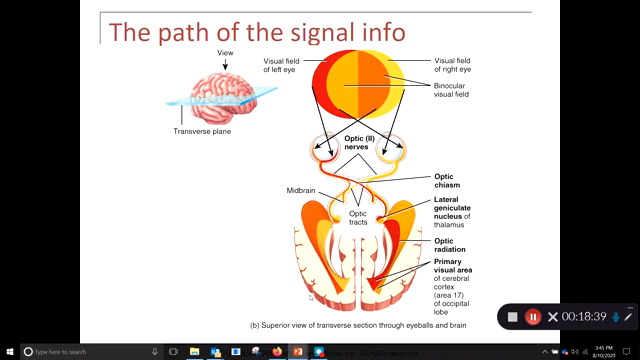 The path of the signal info
View
Transverse plane
Visual field
of left eye
Visual field
of right eye
Binocular
visual field
Optic (II)
nerves
Optic
chiasm
Midbrain
Lateral
geniculate
nucleus of
thalamus
Optic
tracts
Optic
radiation
Primary
visual area
of cerebral
cortex
(area 17)
of occipital
lobe
(b) Superior view of transverse section through eyeballs and brain
00:18:39
Type here to search
3:45 PM
8/10/2020